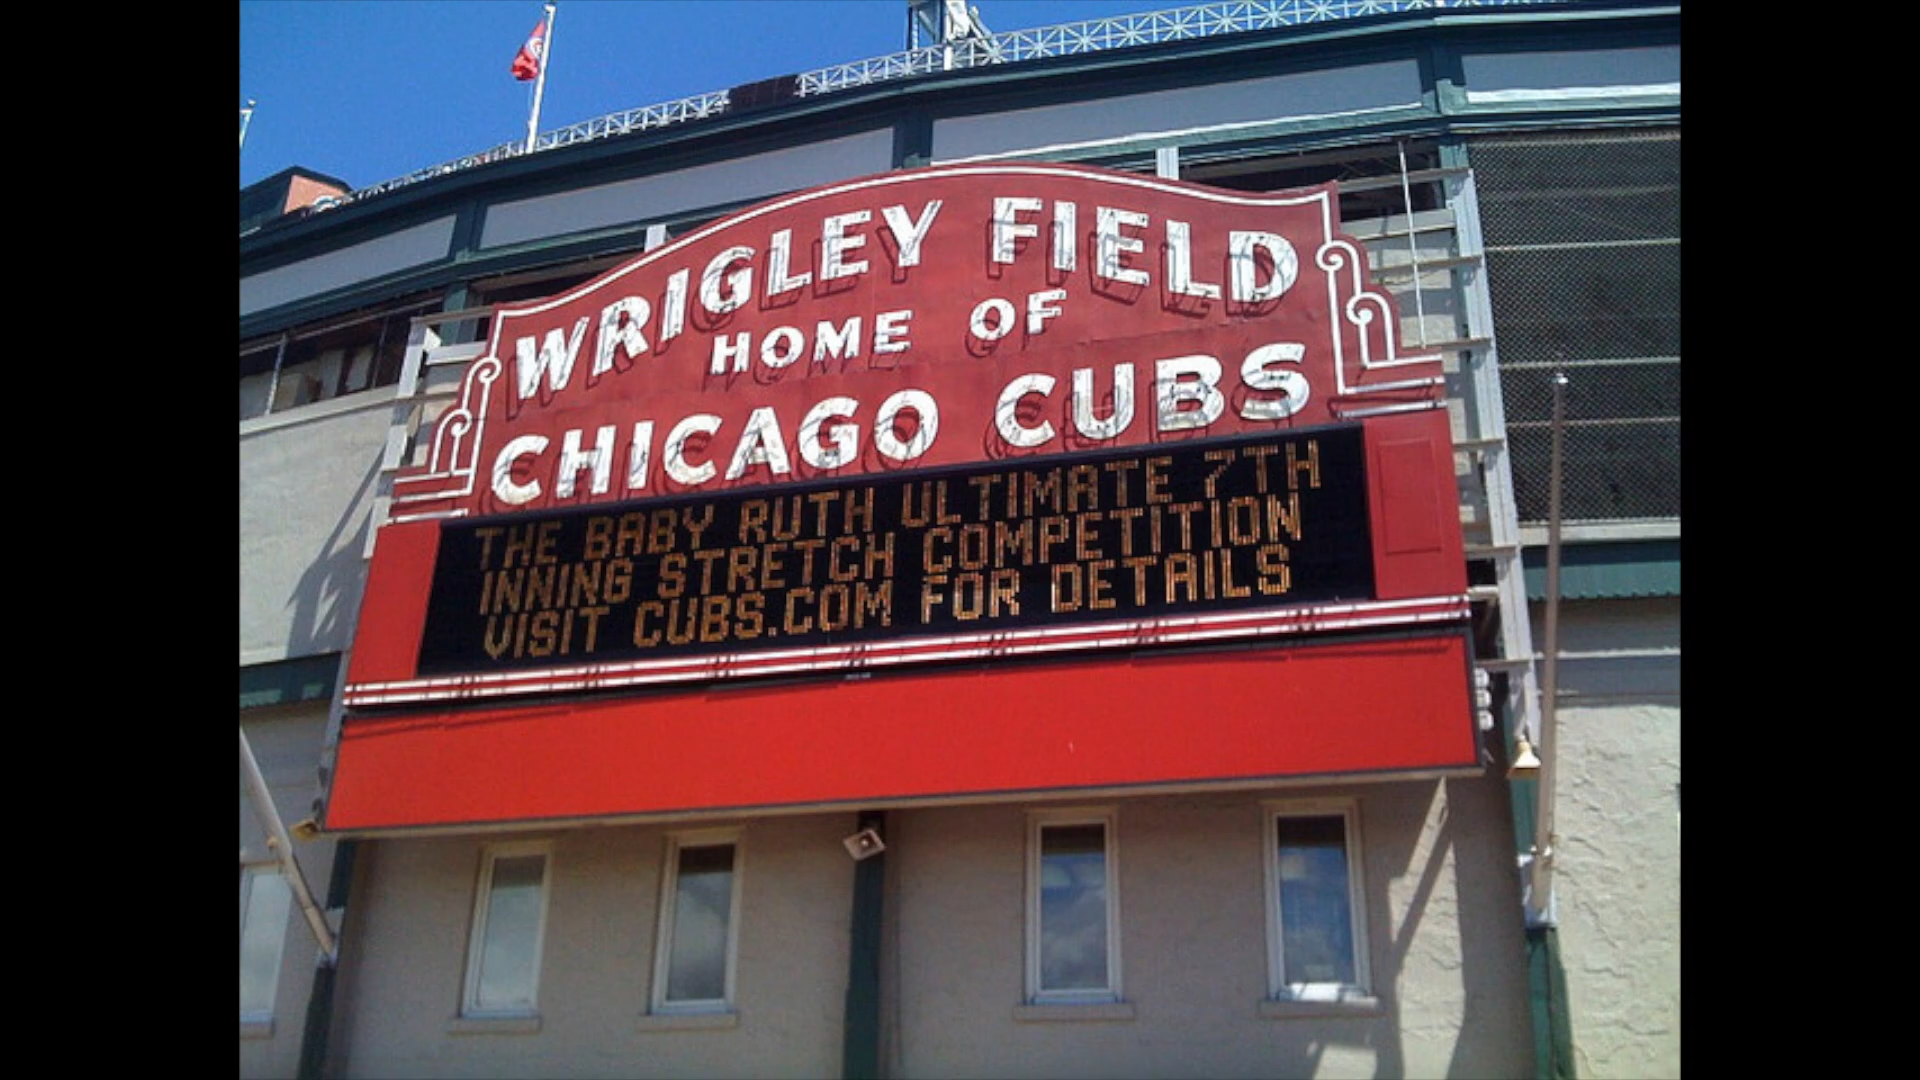 WRIGLEY FIELD
HOME OF
CHICAGO CUBS
THE BABY RUTH ULTIMATE 7TH
INNING STRETCH COMPETITION
VISIT CUBS.COM FOR DETAILS